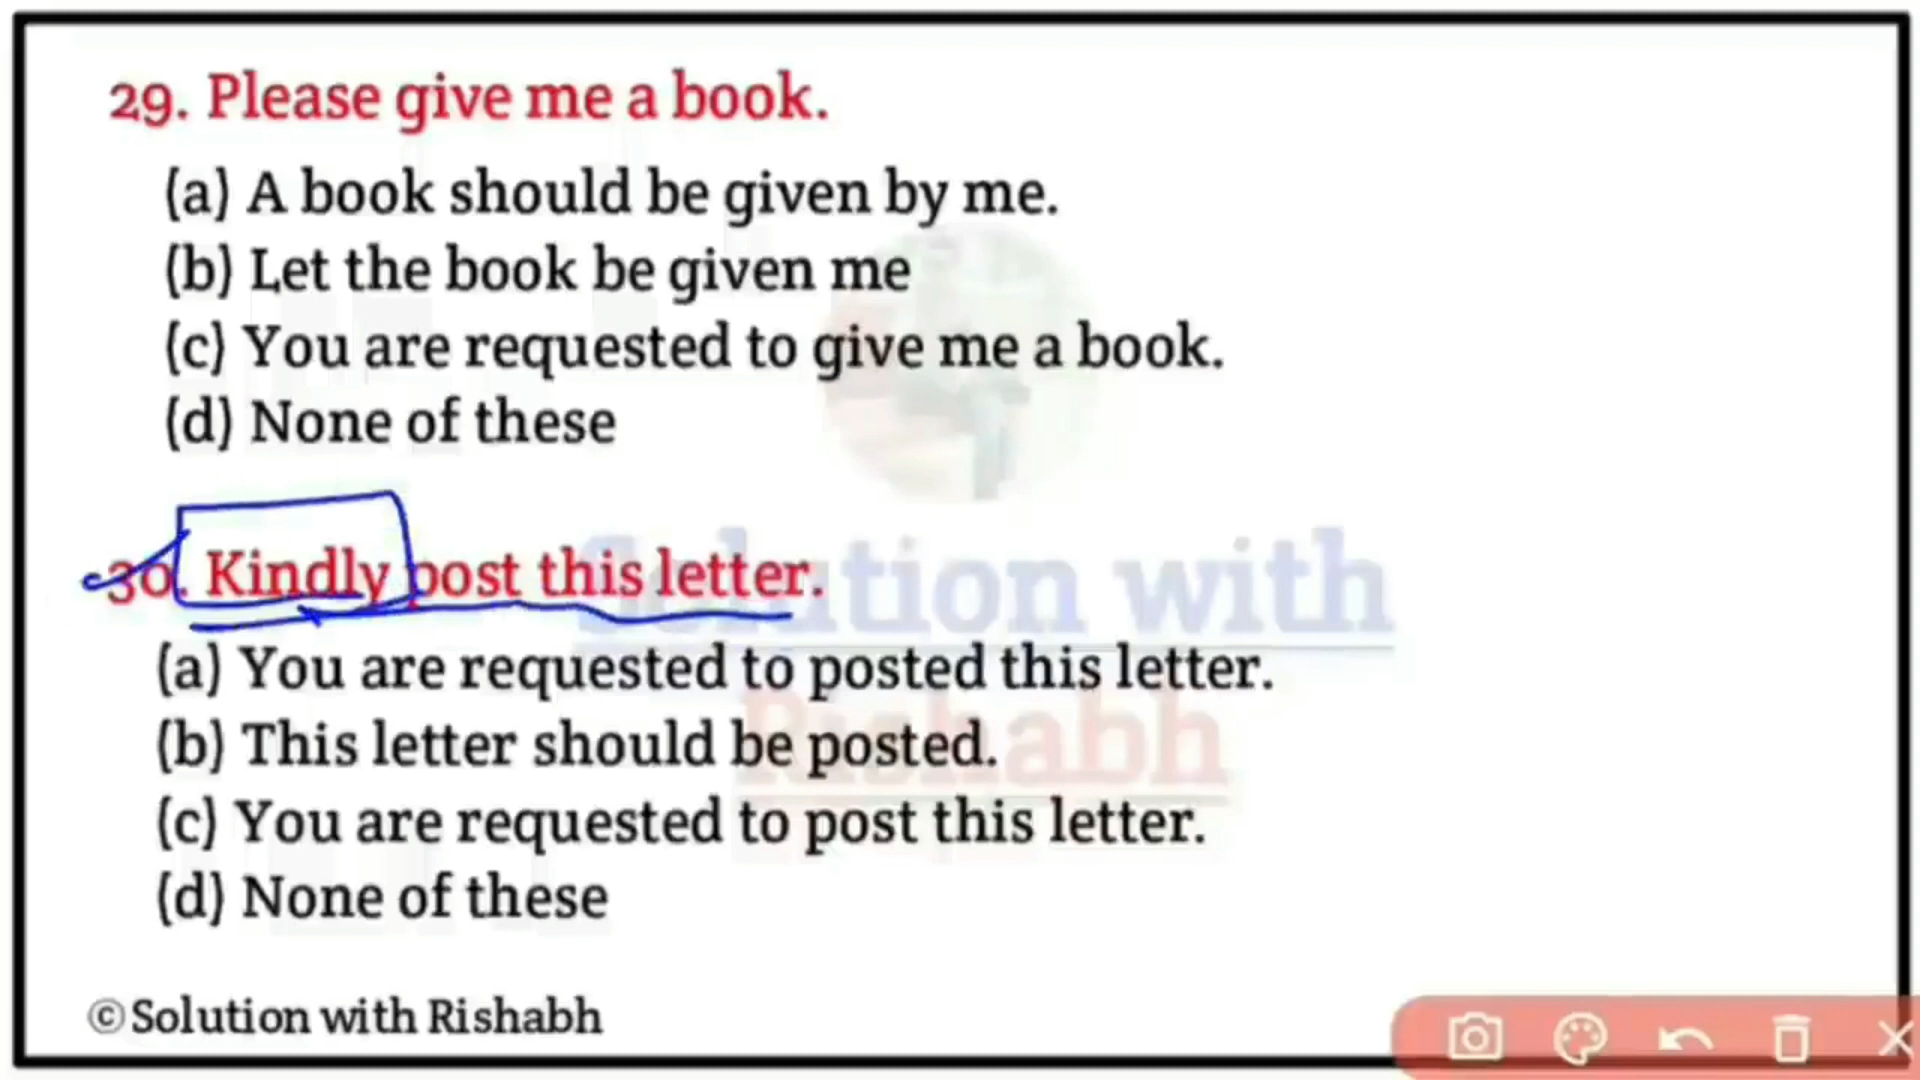 29. Please give me a book.
(a) A book should be given by me.
(b) Let the book be given me
(c) You are requested to give me a book.
(d) None of these
30. Kindly post this letter.
Solution with
Rishabh
(a) You are requested to posted this letter.
(b) This letter should be posted.
(c) You are requested to post this letter.
(d) None of these
©Solution with Rishabh